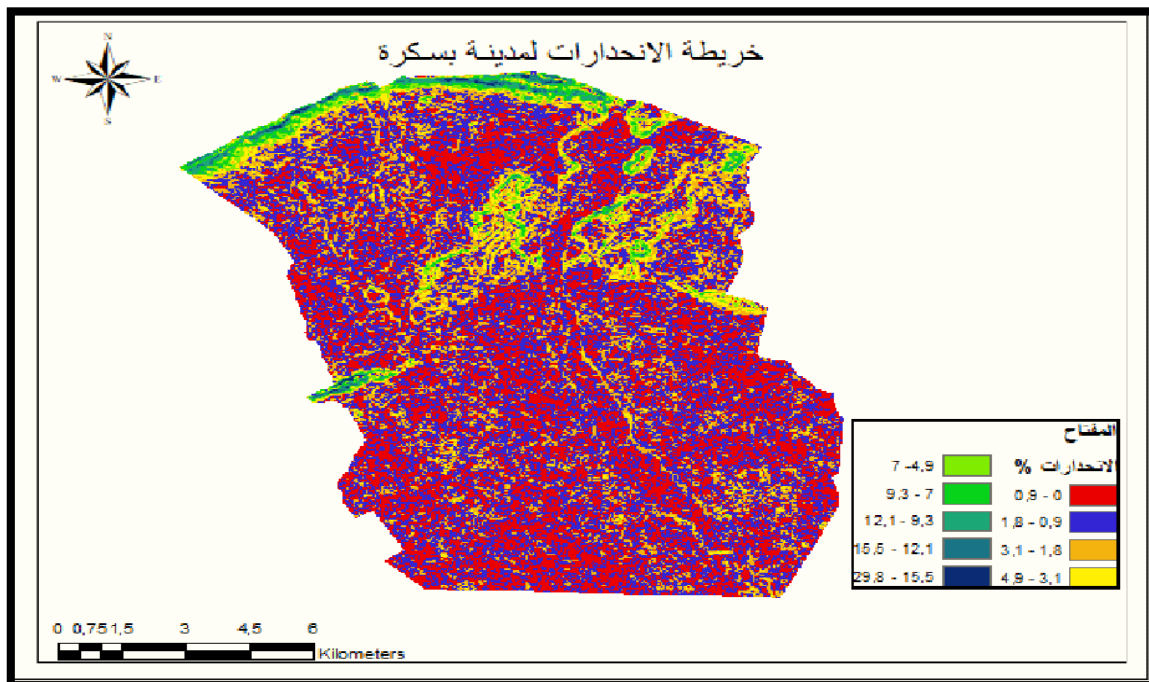 خريطة الانحدارات لمدينة بسكرة
N
W E
S
المفتاح
الانحدارات %
0,9 - 0
1,8 - 0,9
3,1 - 1,8
4,9 - 3,1
7 -4,9
9,3 - 7
12,1 - 9,3
15,5 - 12,1
29,8 - 15,5
0 0,75 1,5 3 4,5 6
Kilometers